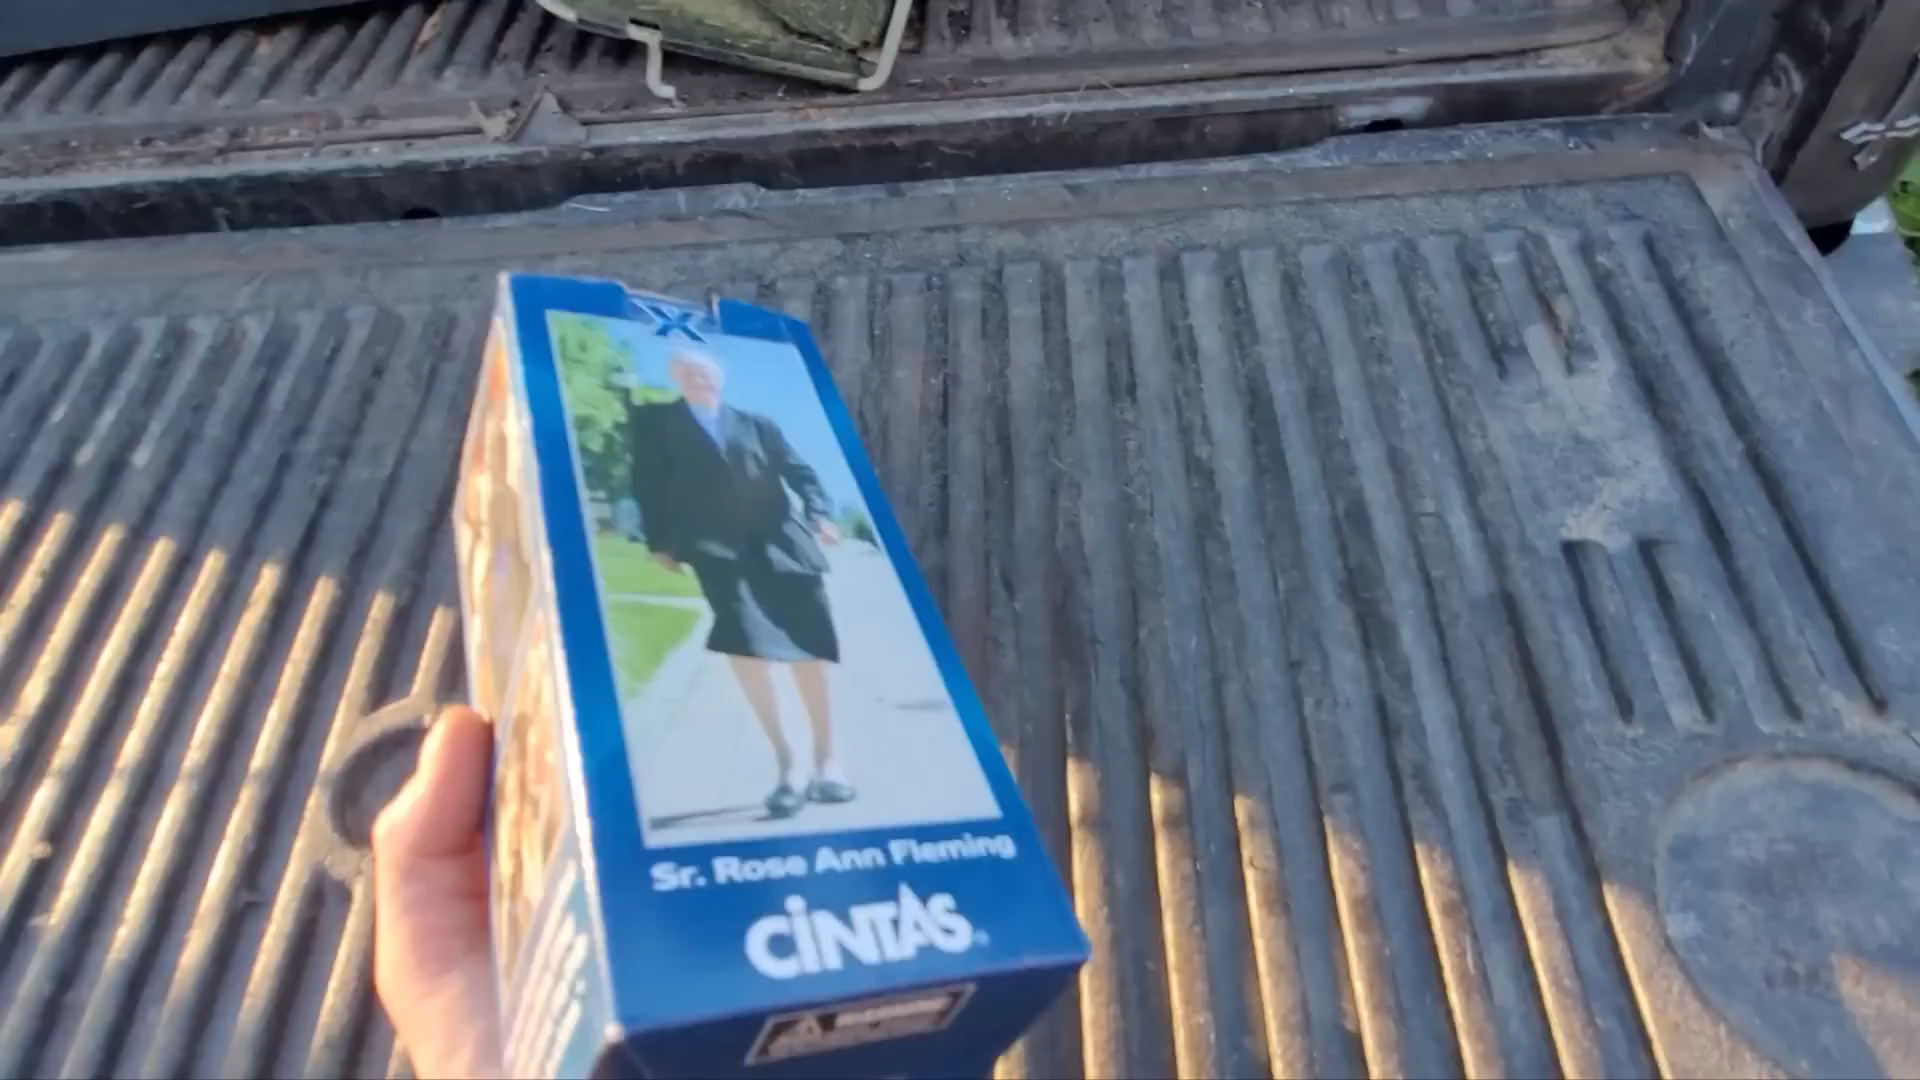 X
Sr. Rose Ann Fleming
CINTAS